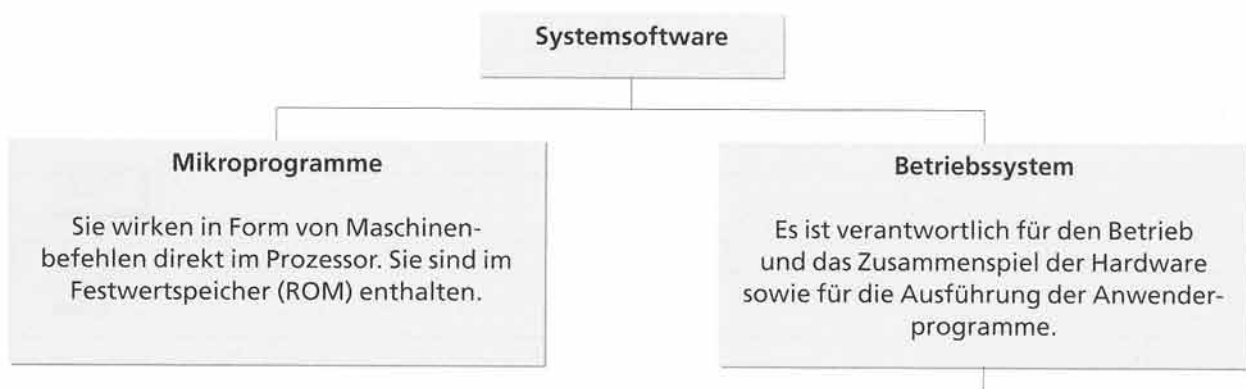 Systemsoftware
Mikroprogramme
Sie wirken in Form von Maschinen-
befehlen direkt im Prozessor. Sie sind im
Festwertspeicher (ROM) enthalten.
Betriebssystem
Es ist verantwortlich für den Betrieb
und das Zusammenspiel der Hardware
sowie für die Ausführung der Anwender-
programme.